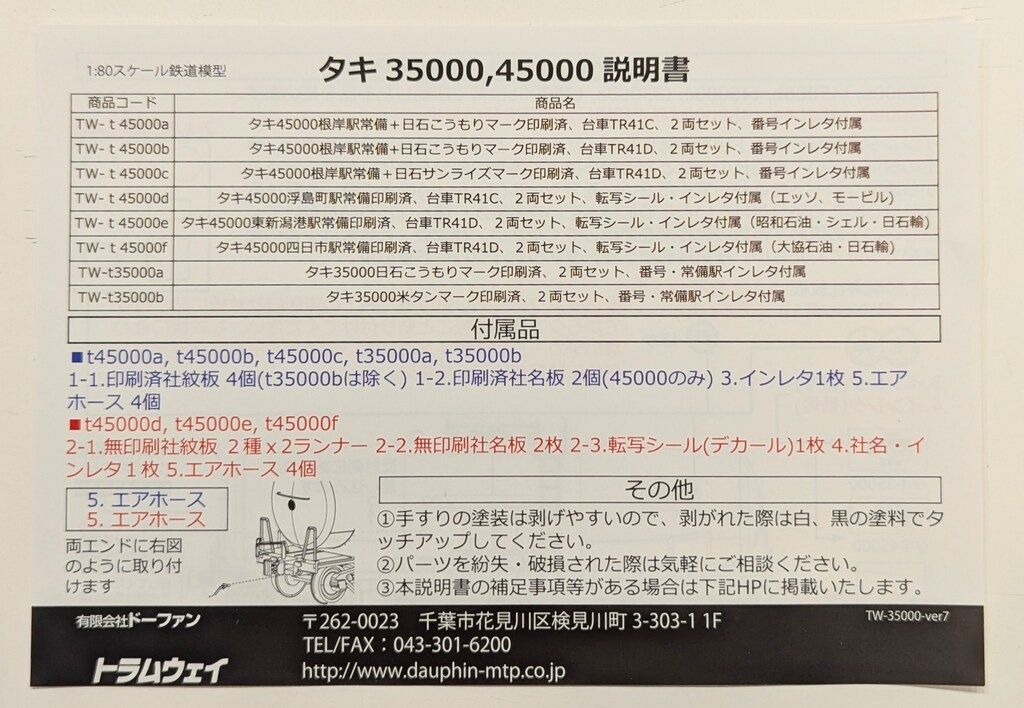 1:80スケール鉄道模型
タキ 35000,45000 説明書
商品コード 商品名
TW-ｔ45000a タキ45000根岸駅常備＋日石こうもりマーク印刷済、台車TR41C、２両セット、番号インレタ付属
TW-ｔ45000b タキ45000根岸駅常備＋日石こうもりマーク印刷済、台車TR41D、２両セット、番号インレタ付属
TW-ｔ45000c タキ45000根岸駅常備＋日石サンライズマーク印刷済、台車TR41D、２両セット、番号インレタ付属
TW-ｔ45000d タキ45000浮島町駅常備印刷済、台車TR41C、２両セット、転写シール・インレタ付属（エッソ、モービル)
TW-ｔ45000e タキ45000東新潟港駅常備印刷済、台車TR41D、２両セット、転写シール・インレタ付属（昭和石油・シェル・日石輸)
TW-ｔ45000f タキ45000四日市駅常備印刷済、台車TR41D、２両セット、転写シール・インレタ付属（大協石油・日石輸)
TW-t35000a タキ35000日石こうもりマーク印刷済、２両セット、番号・常備駅インレタ付属
TW-t35000b タキ35000米タンマーク印刷済、２両セット、番号・常備駅インレタ付属
付属品
■t45000a, t45000b, t45000c, t35000a, t35000b
1-1.印刷済社紋板 4個(t35000bは除く) 1-2.印刷済社名板 2個(45000のみ) 3.インレタ1枚 5.エア
ホース 4個
■t45000d, t45000e, t45000f
2-1.無印刷社紋板 ２種ｘ2ランナー 2-2.無印刷社名板 2枚 2-3.転写シール(デカール)1枚 4.社名・イ
ンレタ１枚 5.エアホース 4個
5. エアホース
5. エアホース
両エンドに右図
のように取り付
けます
その他
①手すりの塗装は剥げやすいので、剥がれた際は白、黒の塗料でタ
ッチアップしてください。
②パーツを紛失・破損された際は気軽にご相談ください。
③本説明書の補足事項等がある場合は下記HPに掲載いたします。
有限会社ドーファン
トラムウェイ
〒262-0023　千葉市花見川区検見川町 3-303-1 1F
TEL/FAX：043-301-6200
http://www.dauphin-mtp.co.jp
TW-35000-ver7